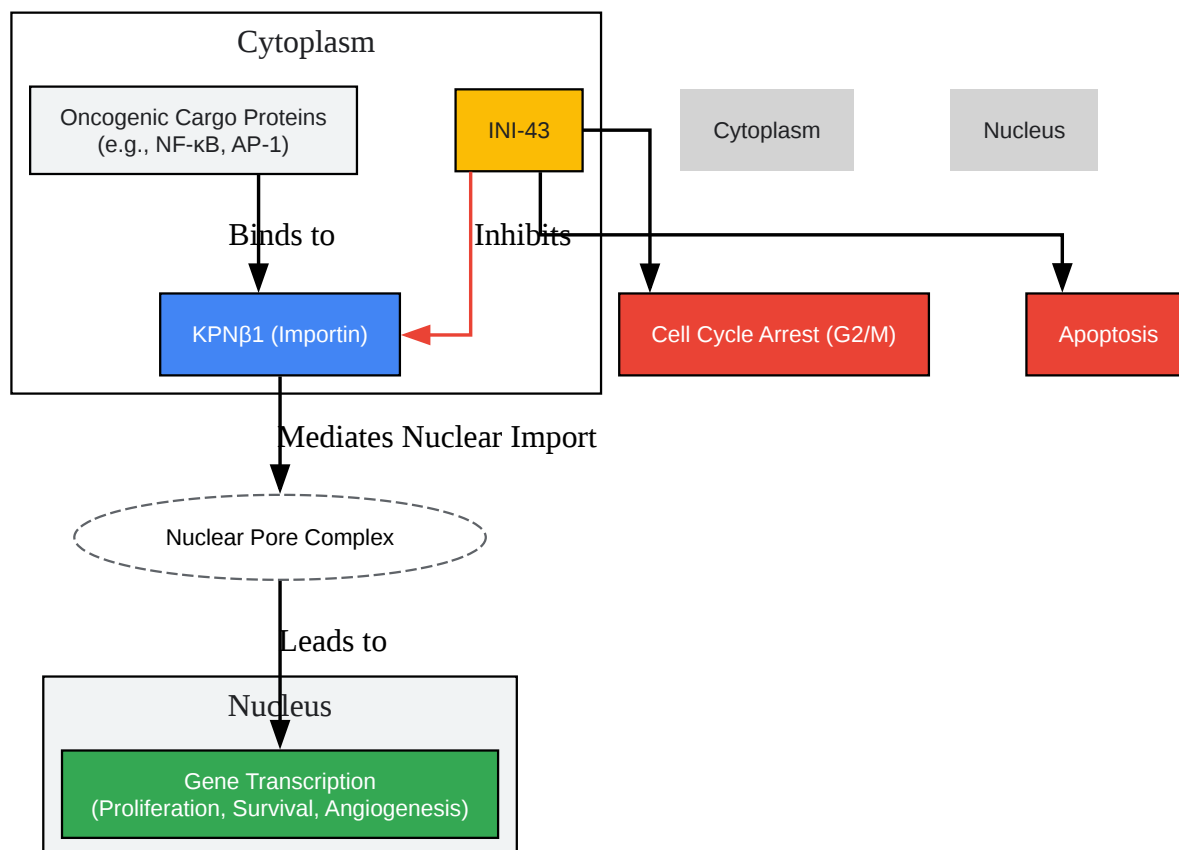 Cytoplasm
Oncogenic Cargo Proteins
(e.g., NF-κB, AP-1)
INI-43
Cytoplasm
Nucleus
Binds to
Inhibits
KPNβ1 (Importin)
Cell Cycle Arrest (G2/M)
Apoptosis
Mediates Nuclear Import
Nuclear Pore Complex
Leads to
Nucleus
Gene Transcription
(Proliferation, Survival, Angiogenesis)